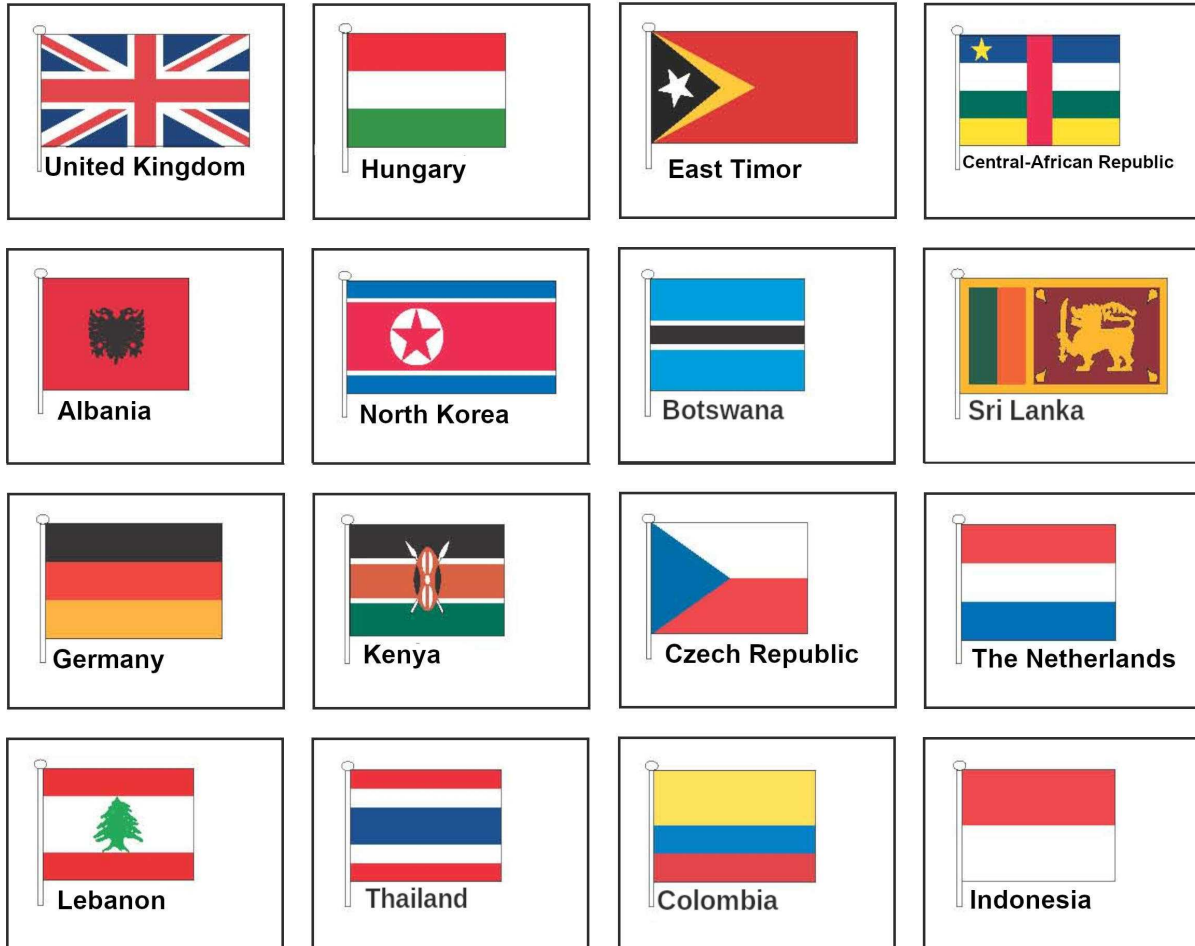 United Kingdom
Hungary
East Timor
Central-African Republic
Albania
North Korea
Botswana
Sri Lanka
Germany
Kenya
Czech Republic
The Netherlands
Lebanon
Thailand
Colombia
Indonesia